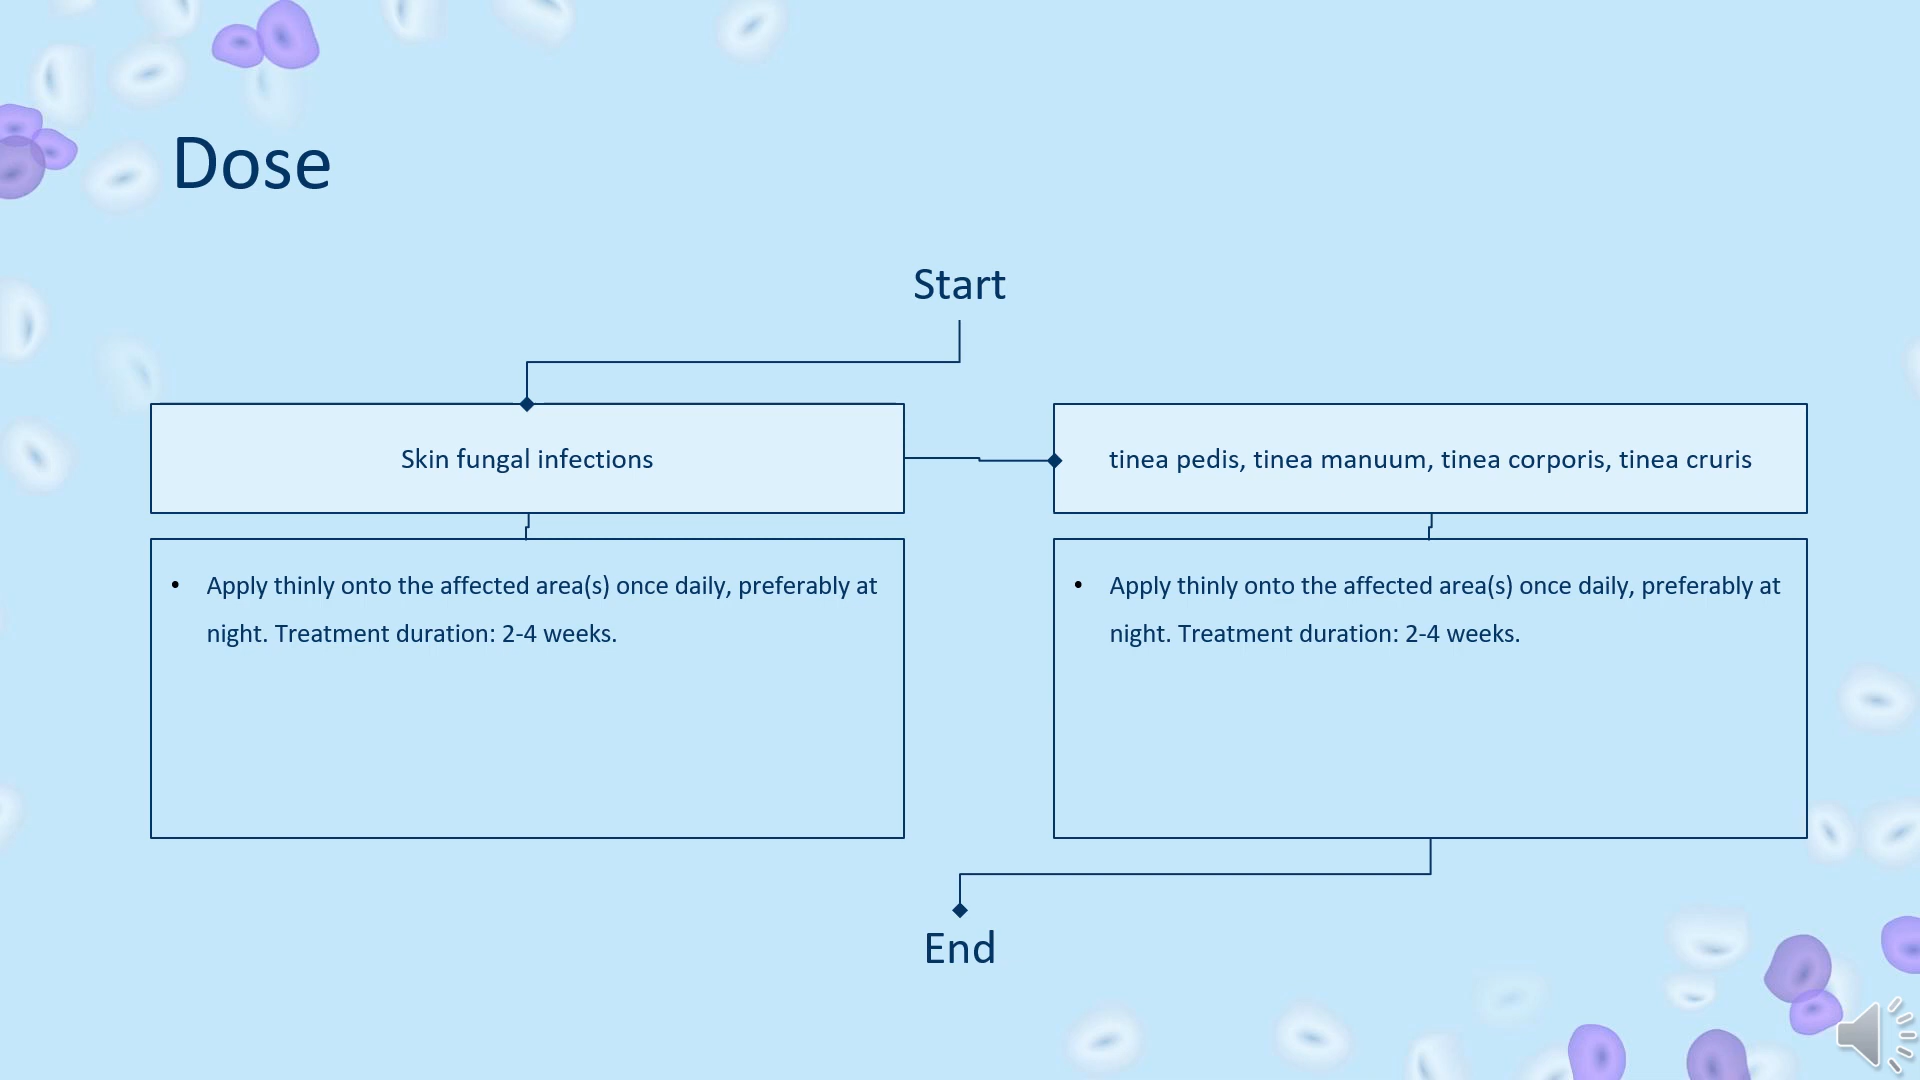 Dose
Start
Skin fungal infections
tinea pedis, tinea manuum, tinea corporis, tinea cruris
• Apply thinly onto the affected area(s) once daily, preferably at
night. Treatment duration: 2-4 weeks.
• Apply thinly onto the affected area(s) once daily, preferably at
night. Treatment duration: 2-4 weeks.
End